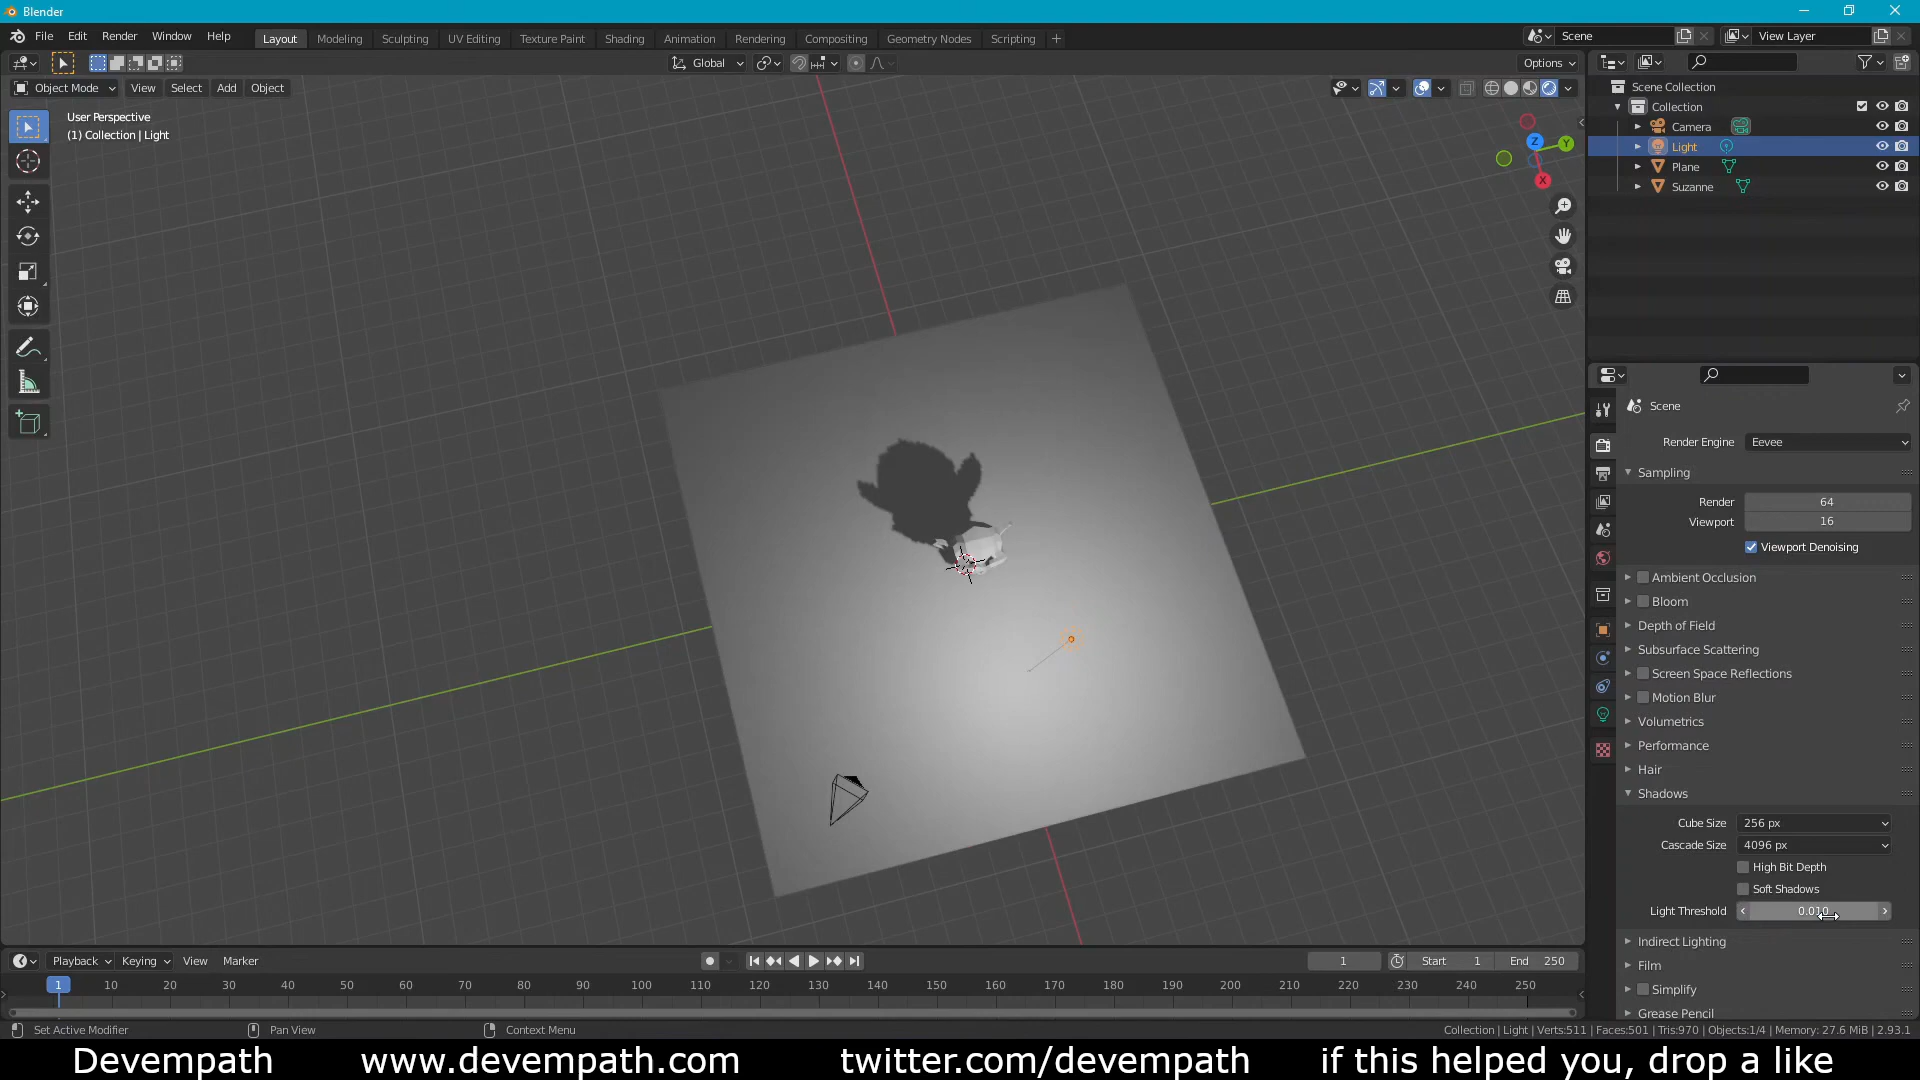 Blender
File Edit Render Window Help
Layout Modeling Sculpting UV Editing Texture Paint Shading Animation Rendering Compositing Geometry Nodes Scripting +
Scene
View Layer
Global
Options
Object Mode View Select Add Object
User Perspective
(1) Collection | Light
Z
Y
X
Scene Collection
Collection
Camera
Light
Plane
Suzanne
Scene
Render Engine Eevee
Sampling
Render 64
Viewport 16
Viewport Denoising
Ambient Occlusion
Bloom
Depth of Field
Subsurface Scattering
Screen Space Reflections
Motion Blur
Volumetrics
Performance
Hair
Shadows
Cube Size 256 px
Cascade Size 4096 px
High Bit Depth
Soft Shadows
Light Threshold 0.010
Indirect Lighting
Film
Simplify
Grease Pencil
Playback Keying View Marker
1 Start 1 End 250
1 10 20 30 40 50 60 70 80 90 100 110 120 130 140 150 160 170 180 190 200 210 220 230 240 250
Set Active Modifier Pan View Context Menu
Collection | Light | Verts:511 | Faces:501 | Tris:970 | Objects:1/4 | Memory: 27.6 MiB | 2.93.1
Devempath www.devempath.com twitter.com/devempath if this helped you, drop a like